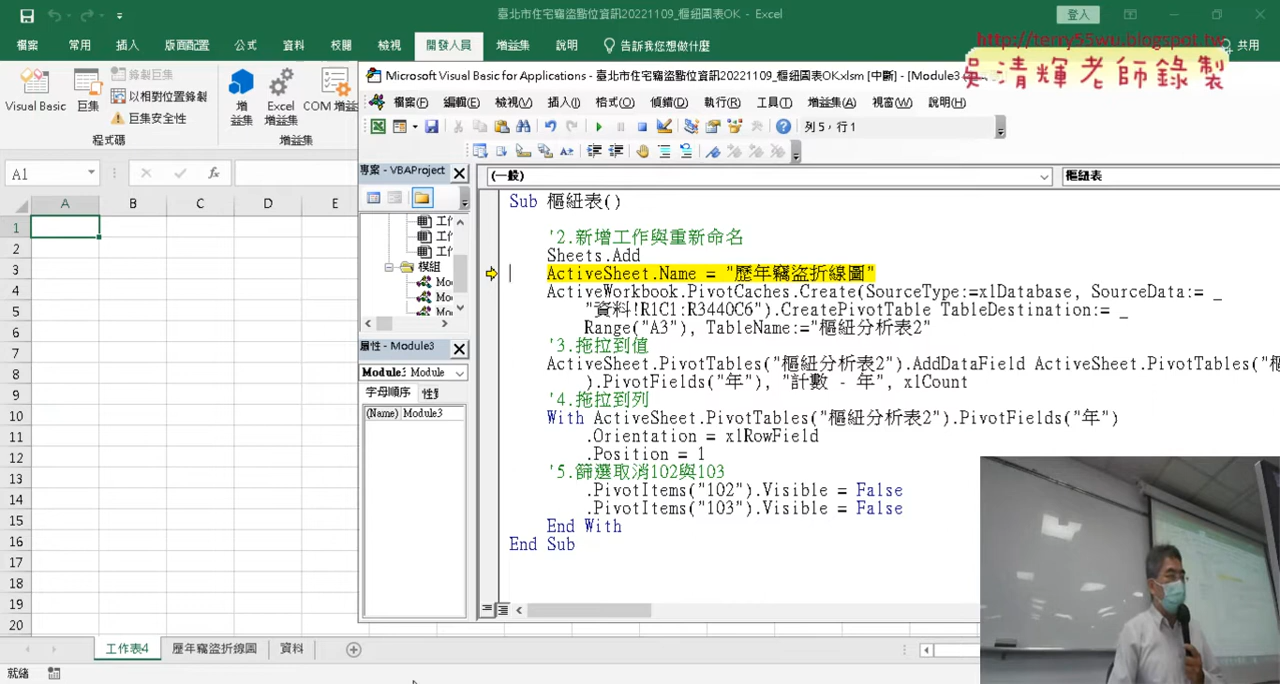 臺北市住宅竊盜點位資訊20221109_樞紐圖表OK - Excel
登入
檔案 常用 插入 版面配置 公式 資料 校閱 檢視 開發人員 增益集 說明 告訴我您想做什麼 共用
http://terry55wu.blogspot.tw
吳清輝老師錄製
Visual Basic 巨集 錄製巨集
以相對位置錄製
巨集安全性
程式碼
增益集 Excel 增益集 COM 增益
增益集
Microsoft Visual Basic for Applications - 臺北市住宅竊盜點位資訊20221109_樞紐圖表OK.xlsm [中斷] - [Module3
檔案(F) 編輯(E) 檢視(V) 插入(I) 格式(O) 偵錯(D) 執行(R) 工具(T) 增益集(A) 視窗(W) 說明(H)
列 5，行 1
A1
A B C D E
1
2
3
4
5
6
7
8
9
10
11
12
13
14
15
16
17
18
19
20
專案 - VBAProject
模組
屬性 - Module3
Module3 Module
字母順序
(Name) Module3
(一般) 樞紐表
Sub 樞紐表()
'2.新增工作與重新命名
Sheets.Add
ActiveSheet.Name = "歷年竊盜折線圖"
ActiveWorkbook.PivotCaches.Create(SourceType:=xlDatabase, SourceData:= _
"資料!R1C1:R3440C6").CreatePivotTable TableDestination:= _
Range("A3"), TableName:="樞紐分析表2"
'3.拖拉到值
ActiveSheet.PivotTables("樞紐分析表2").AddDataField ActiveSheet.PivotTables("
).PivotFields("年"), "計數 - 年", xlCount
'4.拖拉到列
With ActiveSheet.PivotTables("樞紐分析表2").PivotFields("年")
.Orientation = xlRowField
.Position = 1
'5.篩選取消102與103
.PivotItems("102").Visible = False
.PivotItems("103").Visible = False
End With
End Sub
工作表4 歷年竊盜折線圖 資料
就緒